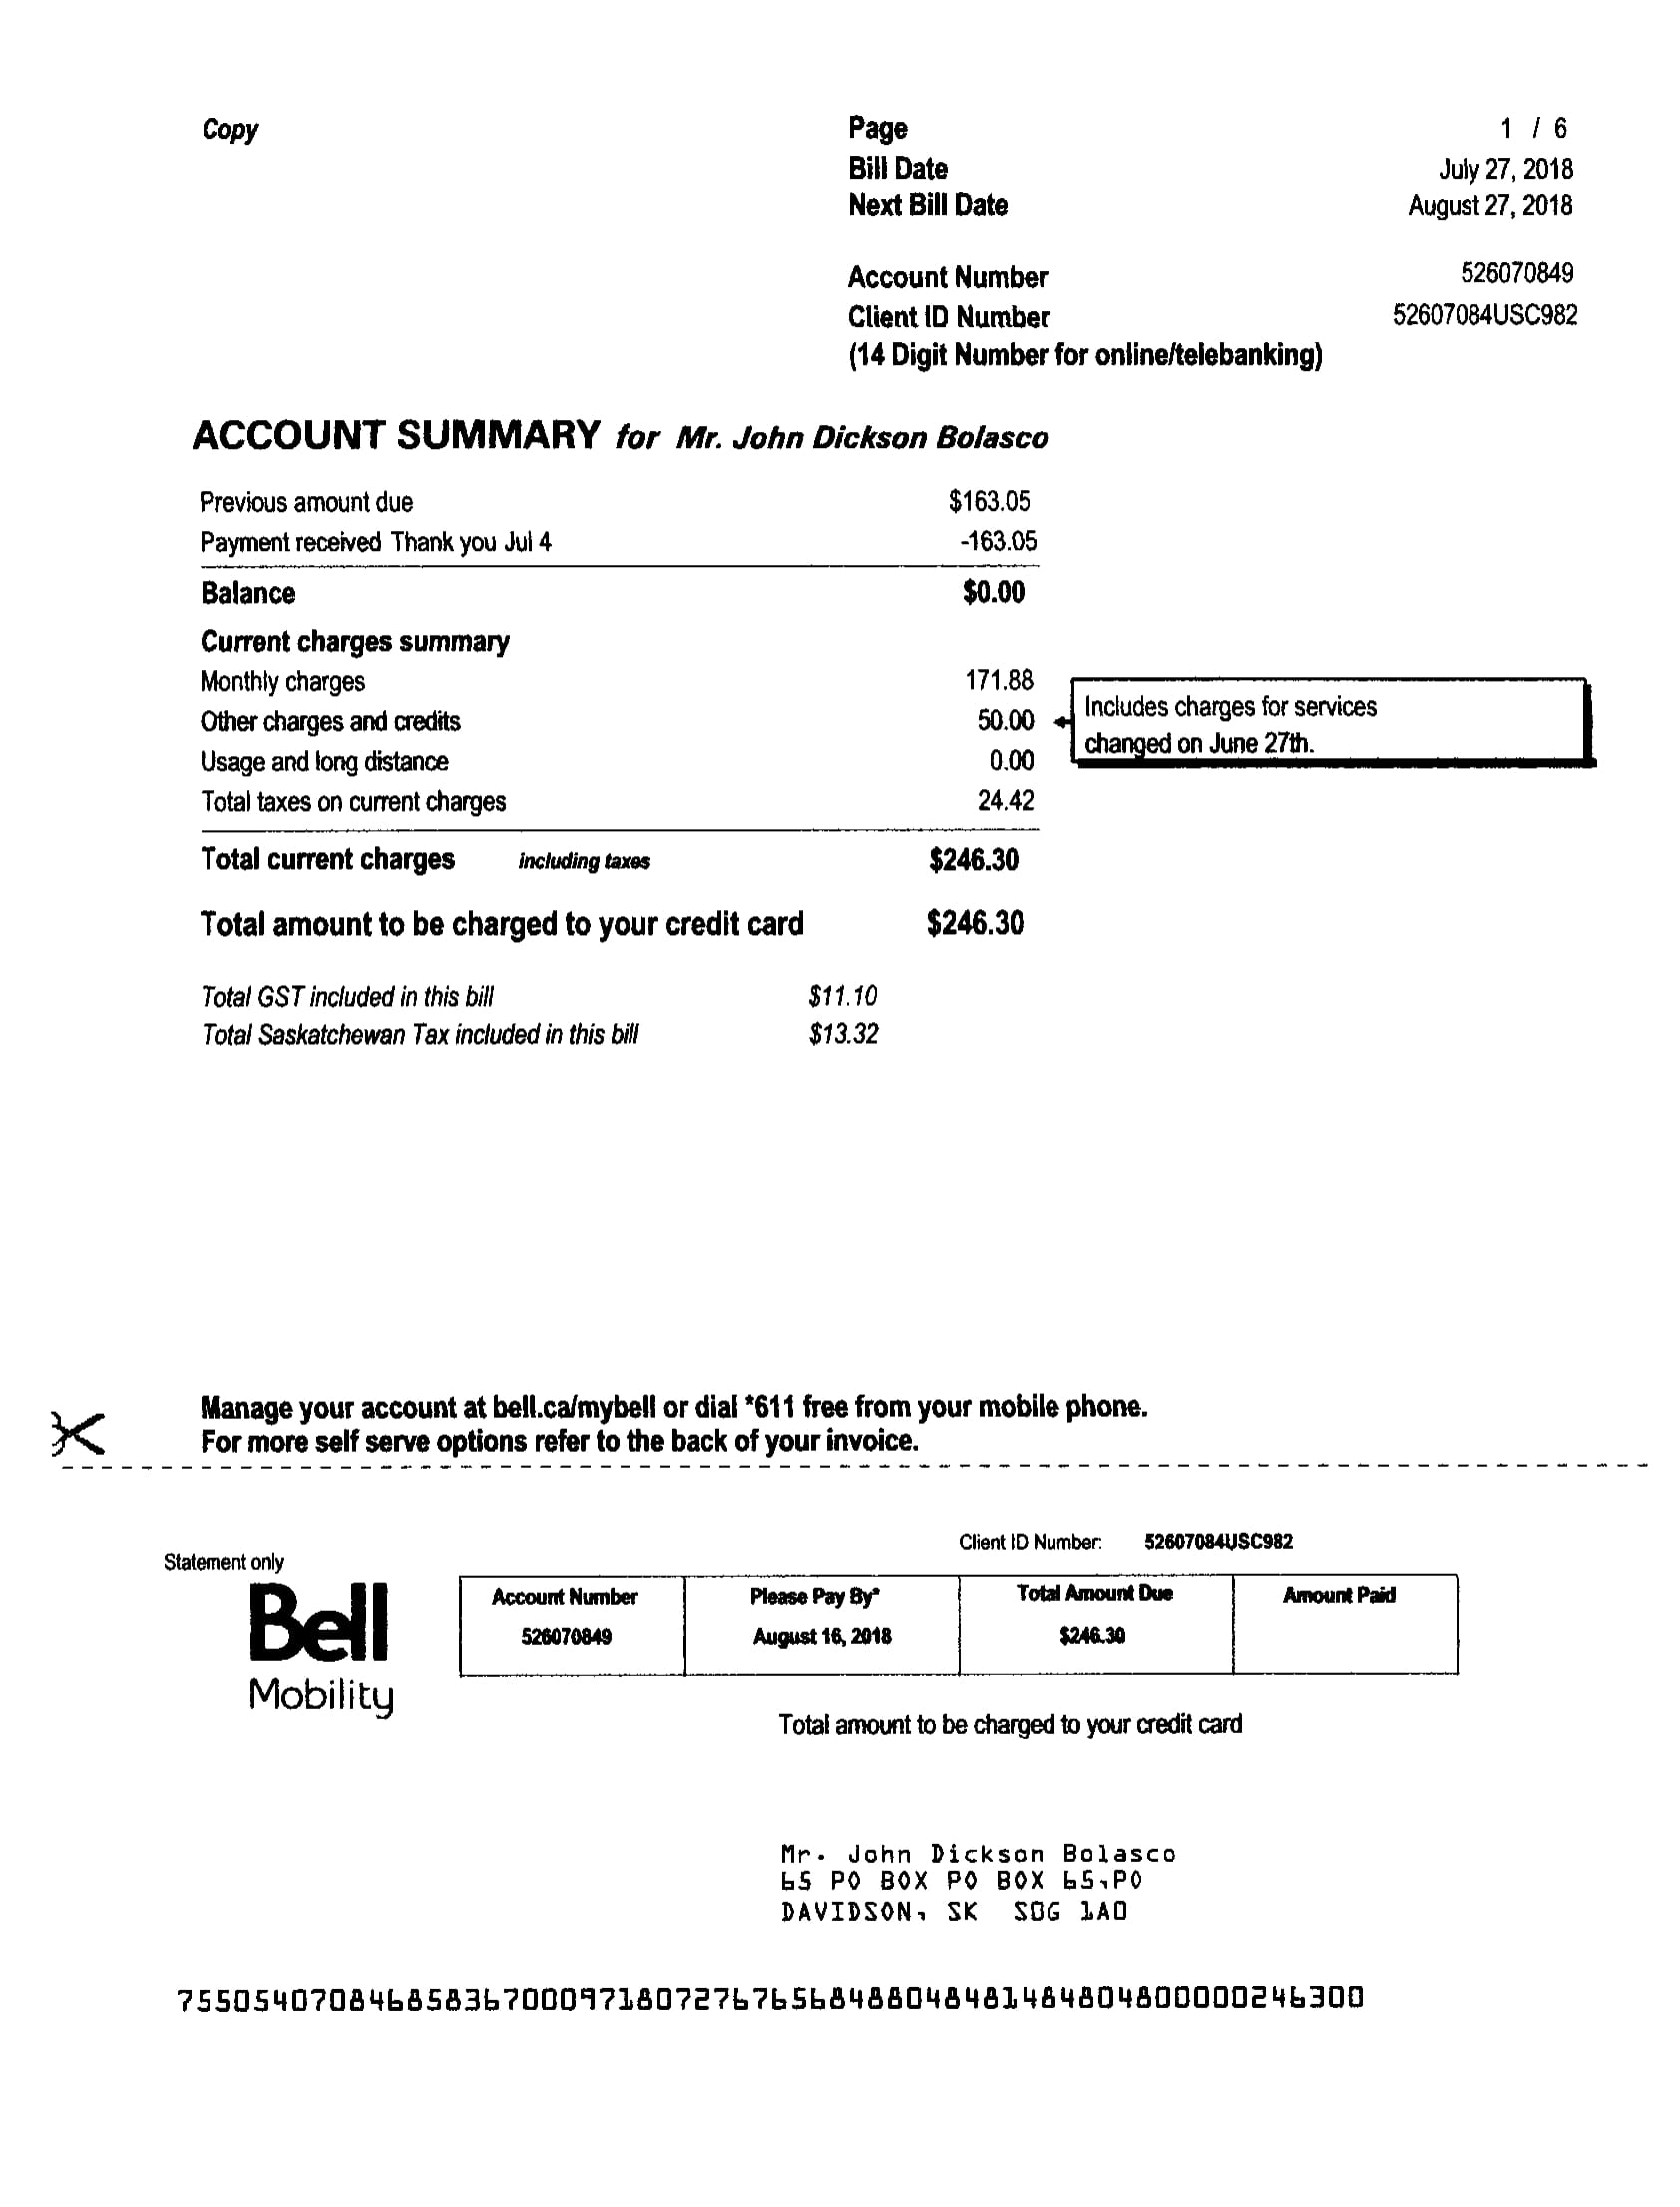 Copy
Page 1 / 6
Bill Date July 27, 2018
Next Bill Date August 27, 2018
Account Number 526070849
Client ID Number 52607084USC982
(14 Digit Number for online/telebanking)
ACCOUNT SUMMARY for Mr. John Dickson Bolasco
Previous amount due $163.05
Payment received Thank you Jul 4 -163.05
Balance $0.00
Current charges summary
Monthly charges 171.88
Other charges and credits 50.00
Includes charges for services
changed on June 27th.
Usage and long distance 0.00
Total taxes on current charges 24.42
Total current charges including taxes $246.30
Total amount to be charged to your credit card $246.30
Total GST included in this bill $11.10
Total Saskatchewan Tax included in this bill $13.32
Manage your account at bell.ca/mybell or dial *611 free from your mobile phone.
For more self serve options refer to the back of your invoice.
Client ID Number: 52607084USC982
Statement only
Bell
Mobility
Account Number Please Pay By* Total Amount Due Amount Paid
526070849 August 16, 2018 $246.30
Total amount to be charged to your credit card
Mr. John Dickson Bolasco
65 PO BOX PO BOX 65,PO
DAVIDSON, SK S0G 1A0
755054070846858367000971807276765684880484814848048000000246300